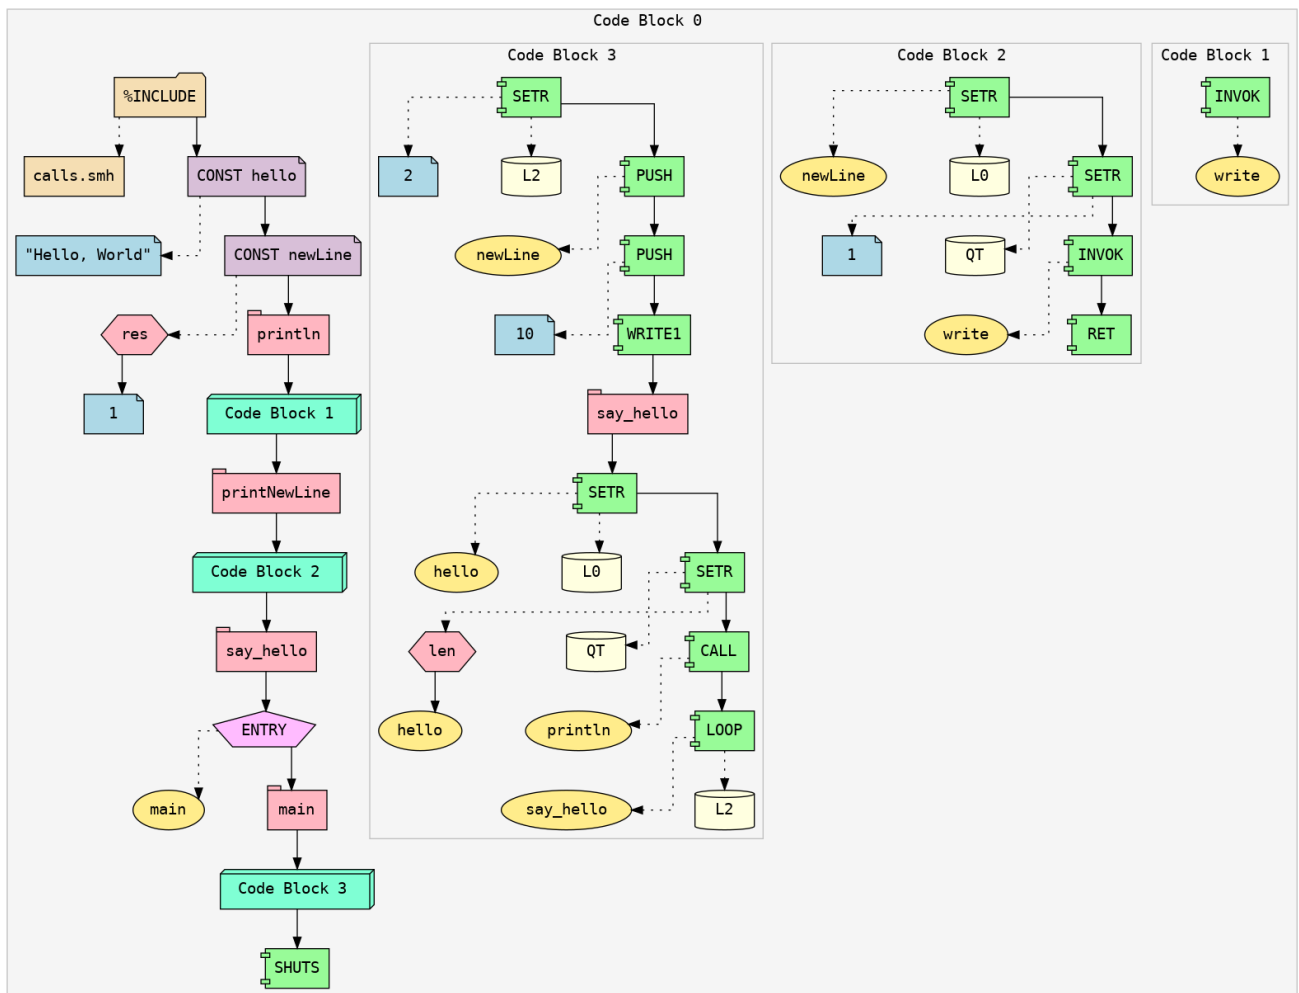 Code Block 0
%INCLUDE
calls.smh
CONST hello
"Hello, World"
CONST newLine
res
println
1
Code Block 1
printNewLine
Code Block 2
say_hello
ENTRY
main
main
Code Block 3
SHUTS
Code Block 3
SETR
2
L2
PUSH
newLine
PUSH
10
WRITE1
say_hello
SETR
hello
L0
SETR
len
QT
CALL
hello
println
LOOP
say_hello
L2
Code Block 2
SETR
newLine
L0
SETR
1
QT
INVOK
write
RET
Code Block 1
INVOK
write